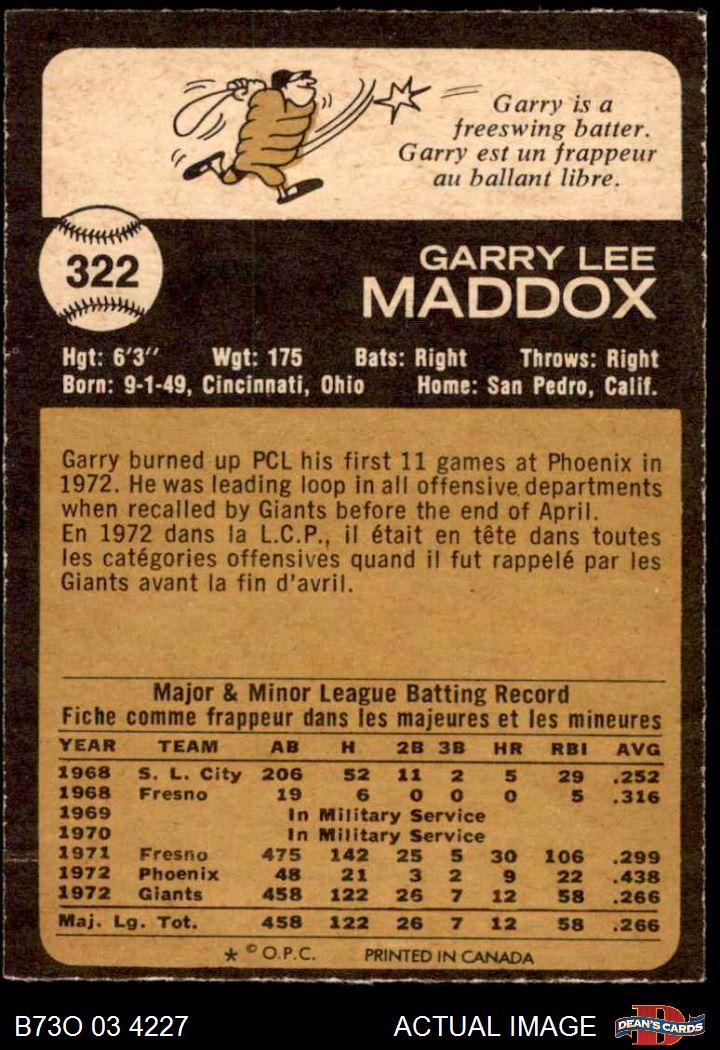 Garry is a
freeswing batter.
Garry est un frappeur
au ballant libre.
322
GARRY LEE
MADDOX
Hgt: 6'3'' Wgt: 175 Bats: Right Throws: Right
Born: 9-1-49, Cincinnati, Ohio Home: San Pedro, Calif.
Garry burned up PCL his first 11 games at Phoenix in
1972. He was leading loop in all offensive departments
when recalled by Giants before the end of April.
En 1972 dans la L.C.P., il était en tête dans toutes
les catégories offensives quand il fut rappelé par les
Giants avant la fin d'avril.
Major & Minor League Batting Record
Fiche comme frappeur dans les majeures et les mineures
YEAR TEAM AB H 2B 3B HR RBI AVG
1968 S. L. City 206 52 11 2 5 29 .252
1968 Fresno 19 6 0 0 0 5 .316
1969 In Military Service
1970 In Military Service
1971 Fresno 475 142 25 5 30 106 .299
1972 Phoenix 48 21 3 2 9 22 .438
1972 Giants 458 122 26 7 12 58 .266
Maj. Lg. Tot. 458 122 26 7 12 58 .266
* © O.P.C. PRINTED IN CANADA
B73O 03 4227 ACTUAL IMAGE D DEAN'S CARDS